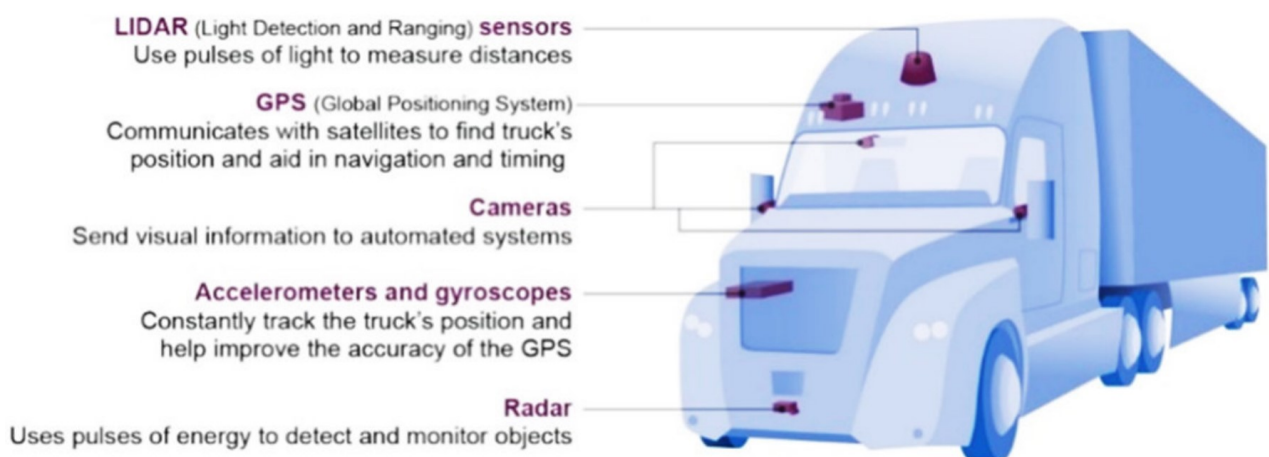 LIDAR (Light Detection and Ranging) sensors
Use pulses of light to measure distances
GPS (Global Positioning System)
Communicates with satellites to find truck's
position and aid in navigation and timing
Cameras
Send visual information to automated systems
Accelerometers and gyroscopes
Constantly track the truck's position and
help improve the accuracy of the GPS
Radar
Uses pulses of energy to detect and monitor objects